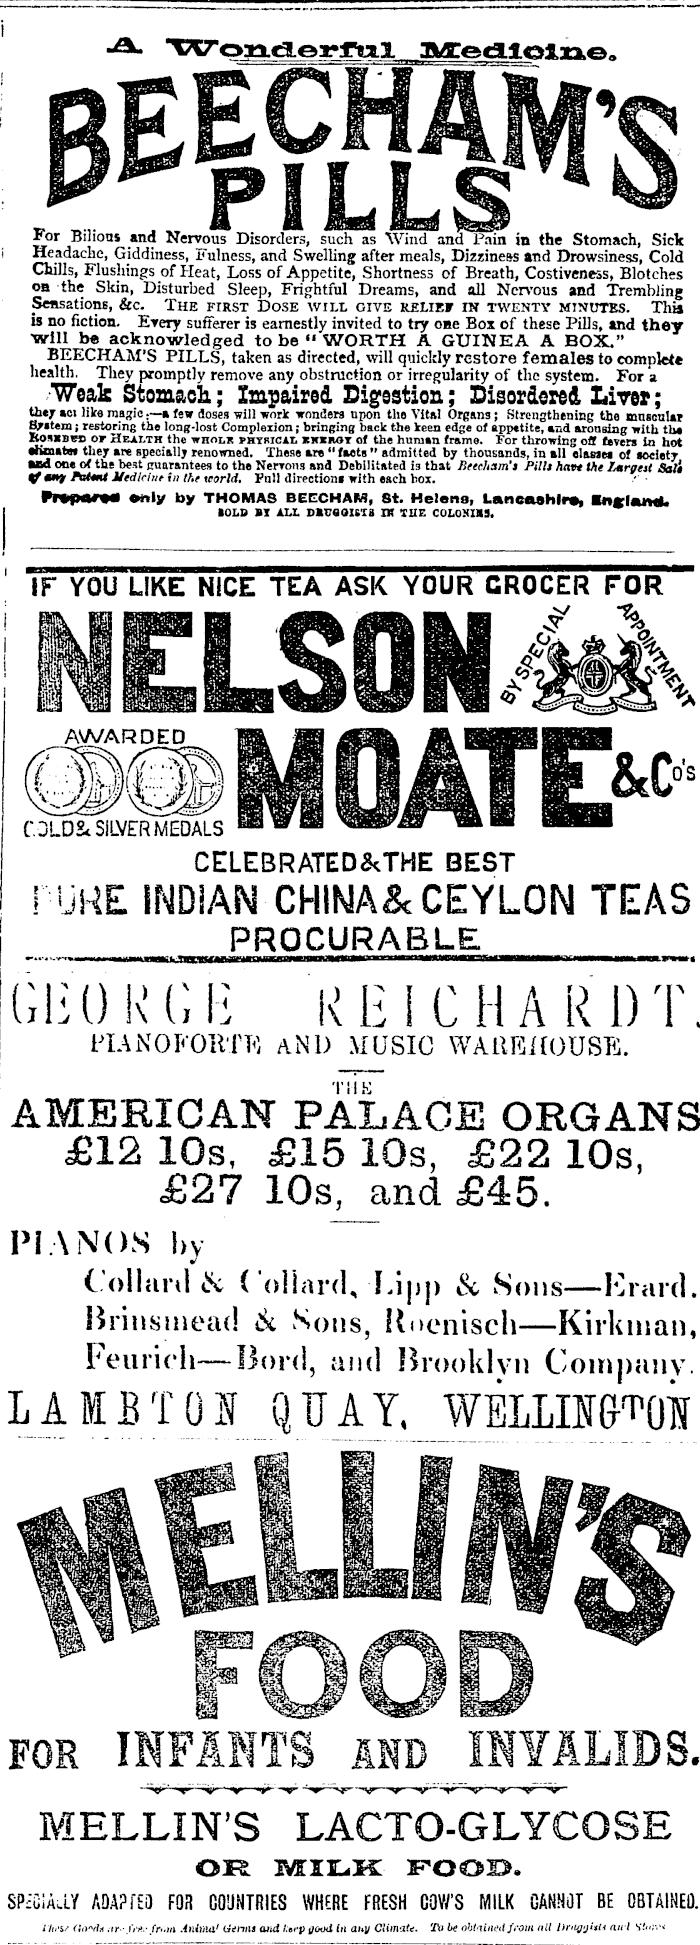 A Wonderful Medicine.
BEECHAM'S
PILLS
For Bilious and Nervous Disorders, such as Wind and Pain in the Stomach, Sick
Headache, Giddiness, Fulness, and Swelling after meals, Dizziness and Drowsiness, Cold
Chills, Flushings of Heat, Loss of Appetite, Shortness of Breath, Costiveness, Blotches
on the Skin, Disturbed Sleep, Frightful Dreams, and all Nervous and Trembling
Sensations, &c. THE FIRST DOSE WILL GIVE RELIEF IN TWENTY MINUTES. This
is no fiction. Every sufferer is earnestly invited to try one Box of these Pills, and they
will be acknowledged to be "WORTH A GUINEA A BOX."
BEECHAM'S PILLS, taken as directed, will quickly restore females to complete
health. They promptly remove any obstruction or irregularity of the system. For a
Weak Stomach; Impaired Digestion; Disordered Liver;
they act like magic:—a few doses will work wonders upon the Vital Organs; Strengthening the muscular
System; restoring the long-lost Complexion; bringing back the keen edge of appetite, and arousing with the
ROSEBUD OF HEALTH the WHOLE PHYSICAL ENERGY of the human frame. For throwing off fevers in hot
climates they are specially renowned. These are "facts" admitted by thousands, in all classes of society,
and one of the best guarantees to the Nervous and Debilitated is that Beecham's Pills have the Largest Sale
of any Patent Medicine in the world. Full directions with each box.
Prepared only by THOMAS BEECHAM, St. Helens, Lancashire, England.
SOLD BY ALL DRUGGISTS IN THE COLONIES.
IF YOU LIKE NICE TEA ASK YOUR GROCER FOR
NELSON
BY SPECIAL APPOINTMENT
AWARDED
GOLD & SILVER MEDALS
MOATE & Co's
CELEBRATED & THE BEST
PURE INDIAN CHINA & CEYLON TEAS
PROCURABLE
GEORGE REICHARDT.
PIANOFORTE AND MUSIC WAREHOUSE.
THE
AMERICAN PALACE ORGANS
£12 10s, £15 10s, £22 10s,
£27 10s, and £45.
PIANOS by
Collard & Collard, Lipp & Sons—Erard.
Brinsmead & Sons, Roenisch—Kirkman,
Feurich—Bord, and Brooklyn Company.
LAMBTON QUAY, WELLINGTON
MELLIN'S
FOOD
FOR INFANTS AND INVALIDS.
MELLIN'S LACTO-GLYCOSE
OR MILK FOOD.
SPECIALLY ADAPTED FOR COUNTRIES WHERE FRESH COW'S MILK CANNOT BE OBTAINED.
These Goods are free from Animal Germs and keep good in any Climate. To be obtained from all Druggists and Stores